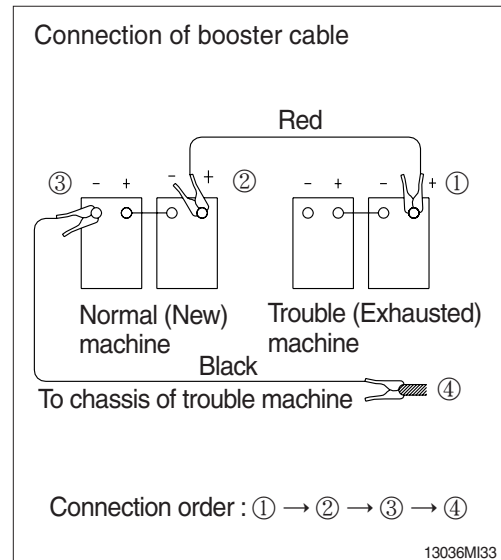 Connection of booster cable
Red
③ - + - + ② - + - + ①
Normal (New)
machine
Trouble (Exhausted)
machine
Black
To chassis of trouble machine ④
Connection order : ① → ② → ③ → ④
13036MI33